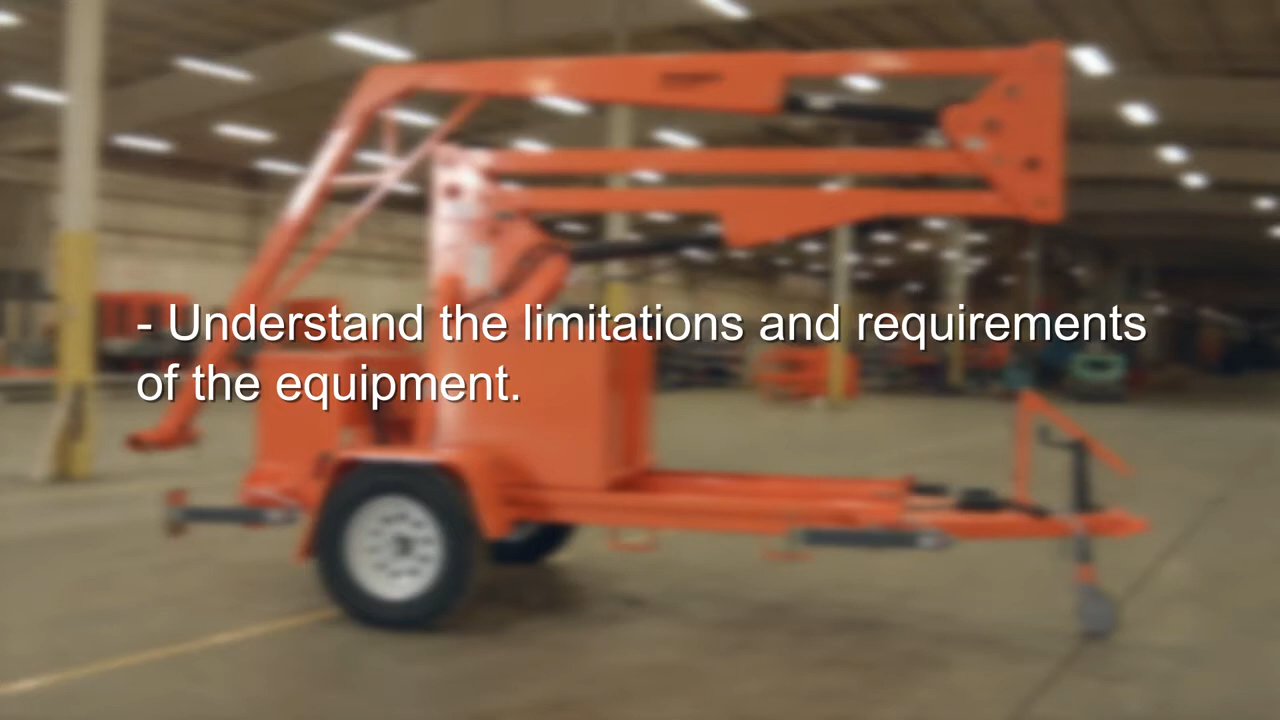 - Understand the limitations and requirements
of the equipment.